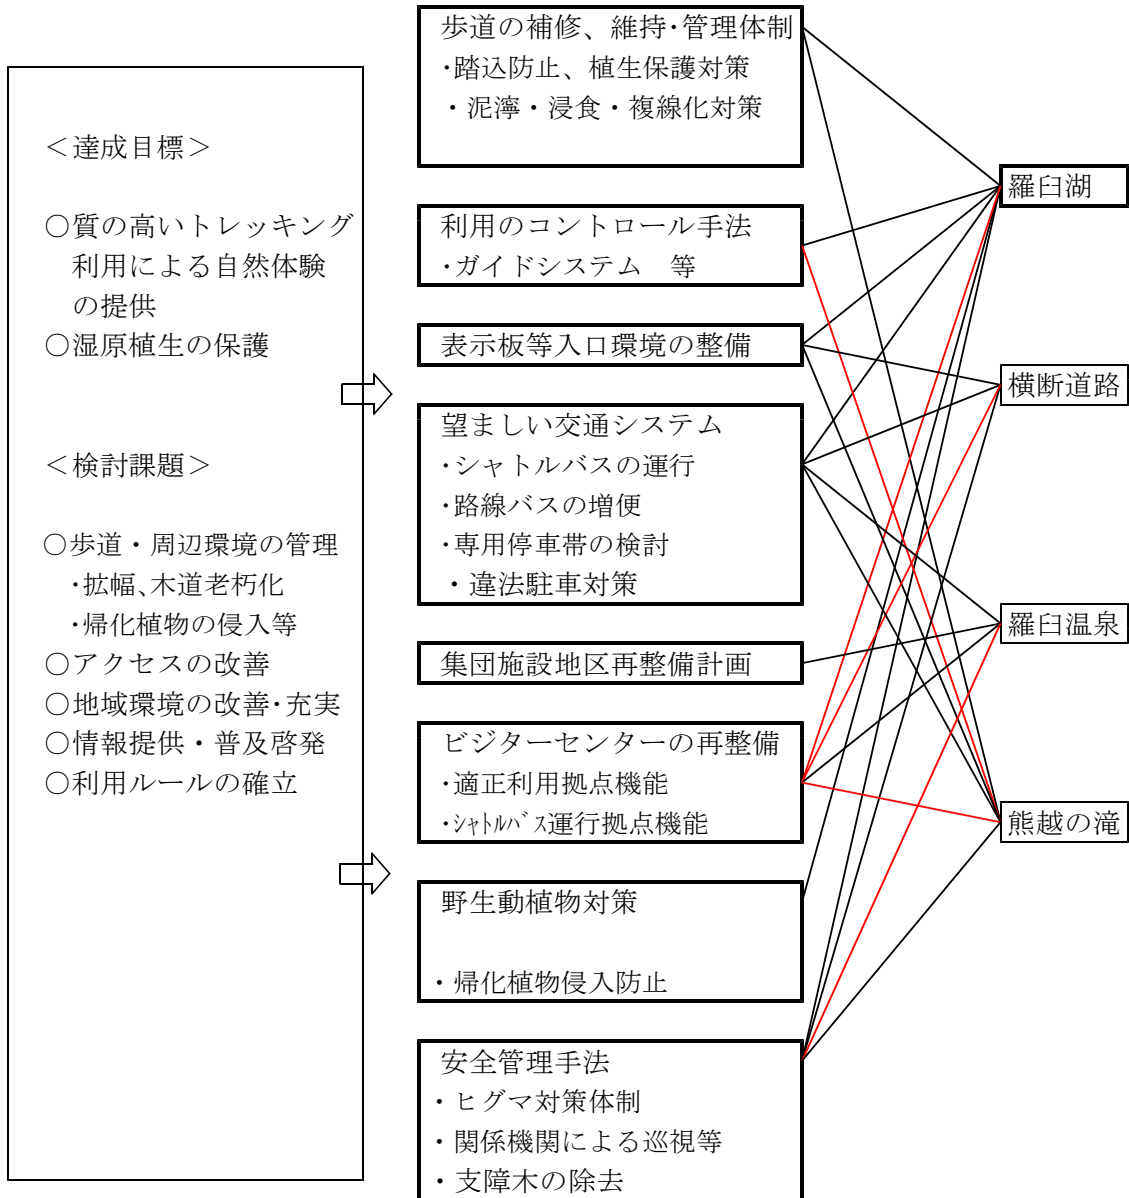 ＜達成目標＞
○質の高いトレッキング
利用による自然体験
の提供
○湿原植生の保護
＜検討課題＞
○歩道・周辺環境の管理
・拡幅、木道老朽化
・帰化植物の侵入等
○アクセスの改善
○地域環境の改善・充実
○情報提供・普及啓発
○利用ルールの確立
歩道の補修、維持・管理体制
・踏込防止、植生保護対策
・泥濘・浸食・複線化対策
利用のコントロール手法
・ガイドシステム　等
表示板等入口環境の整備
望ましい交通システム
・シャトルバスの運行
・路線バスの増便
・専用停車帯の検討
・違法駐車対策
集団施設地区再整備計画
ビジターセンターの再整備
・適正利用拠点機能
・ｼｬﾄﾙﾊﾞｽ運行拠点機能
野生動植物対策
・帰化植物侵入防止
安全管理手法
・ヒグマ対策体制
・関係機関による巡視等
・支障木の除去
羅臼湖
横断道路
羅臼温泉
熊越の滝